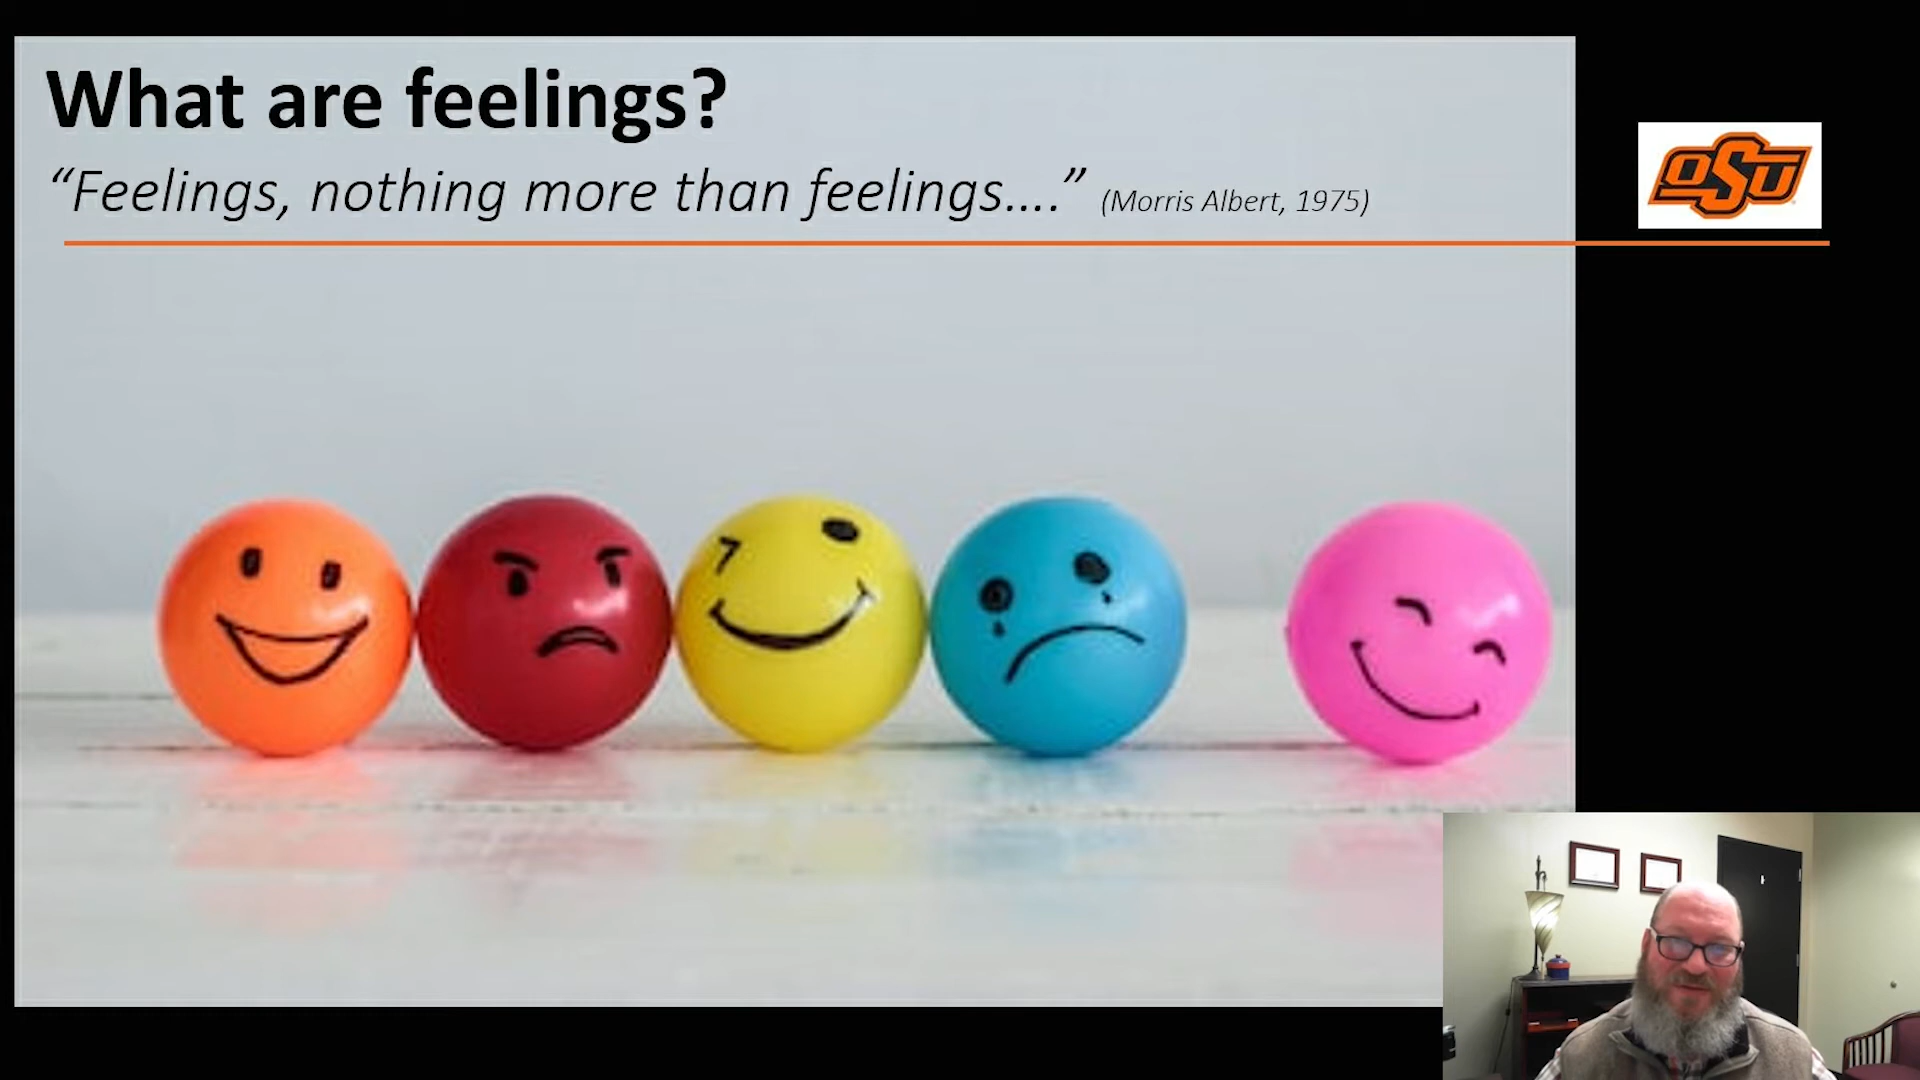 What are feelings?
“Feelings, nothing more than feelings....” (Morris Albert, 1975)
OSU